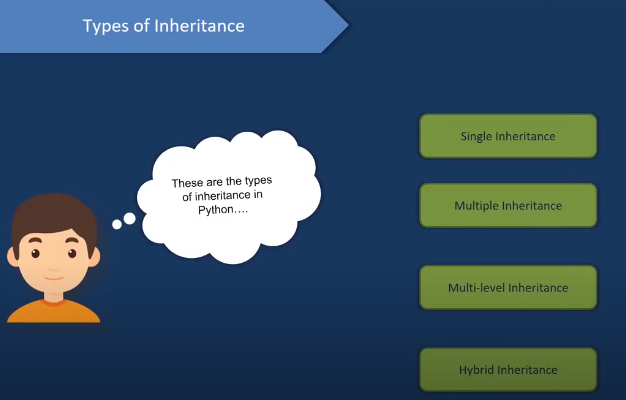 Types of Inheritance
These are the types
of inheritance in
Python....
Single Inheritance
Multiple Inheritance
Multi-level Inheritance
Hybrid Inheritance